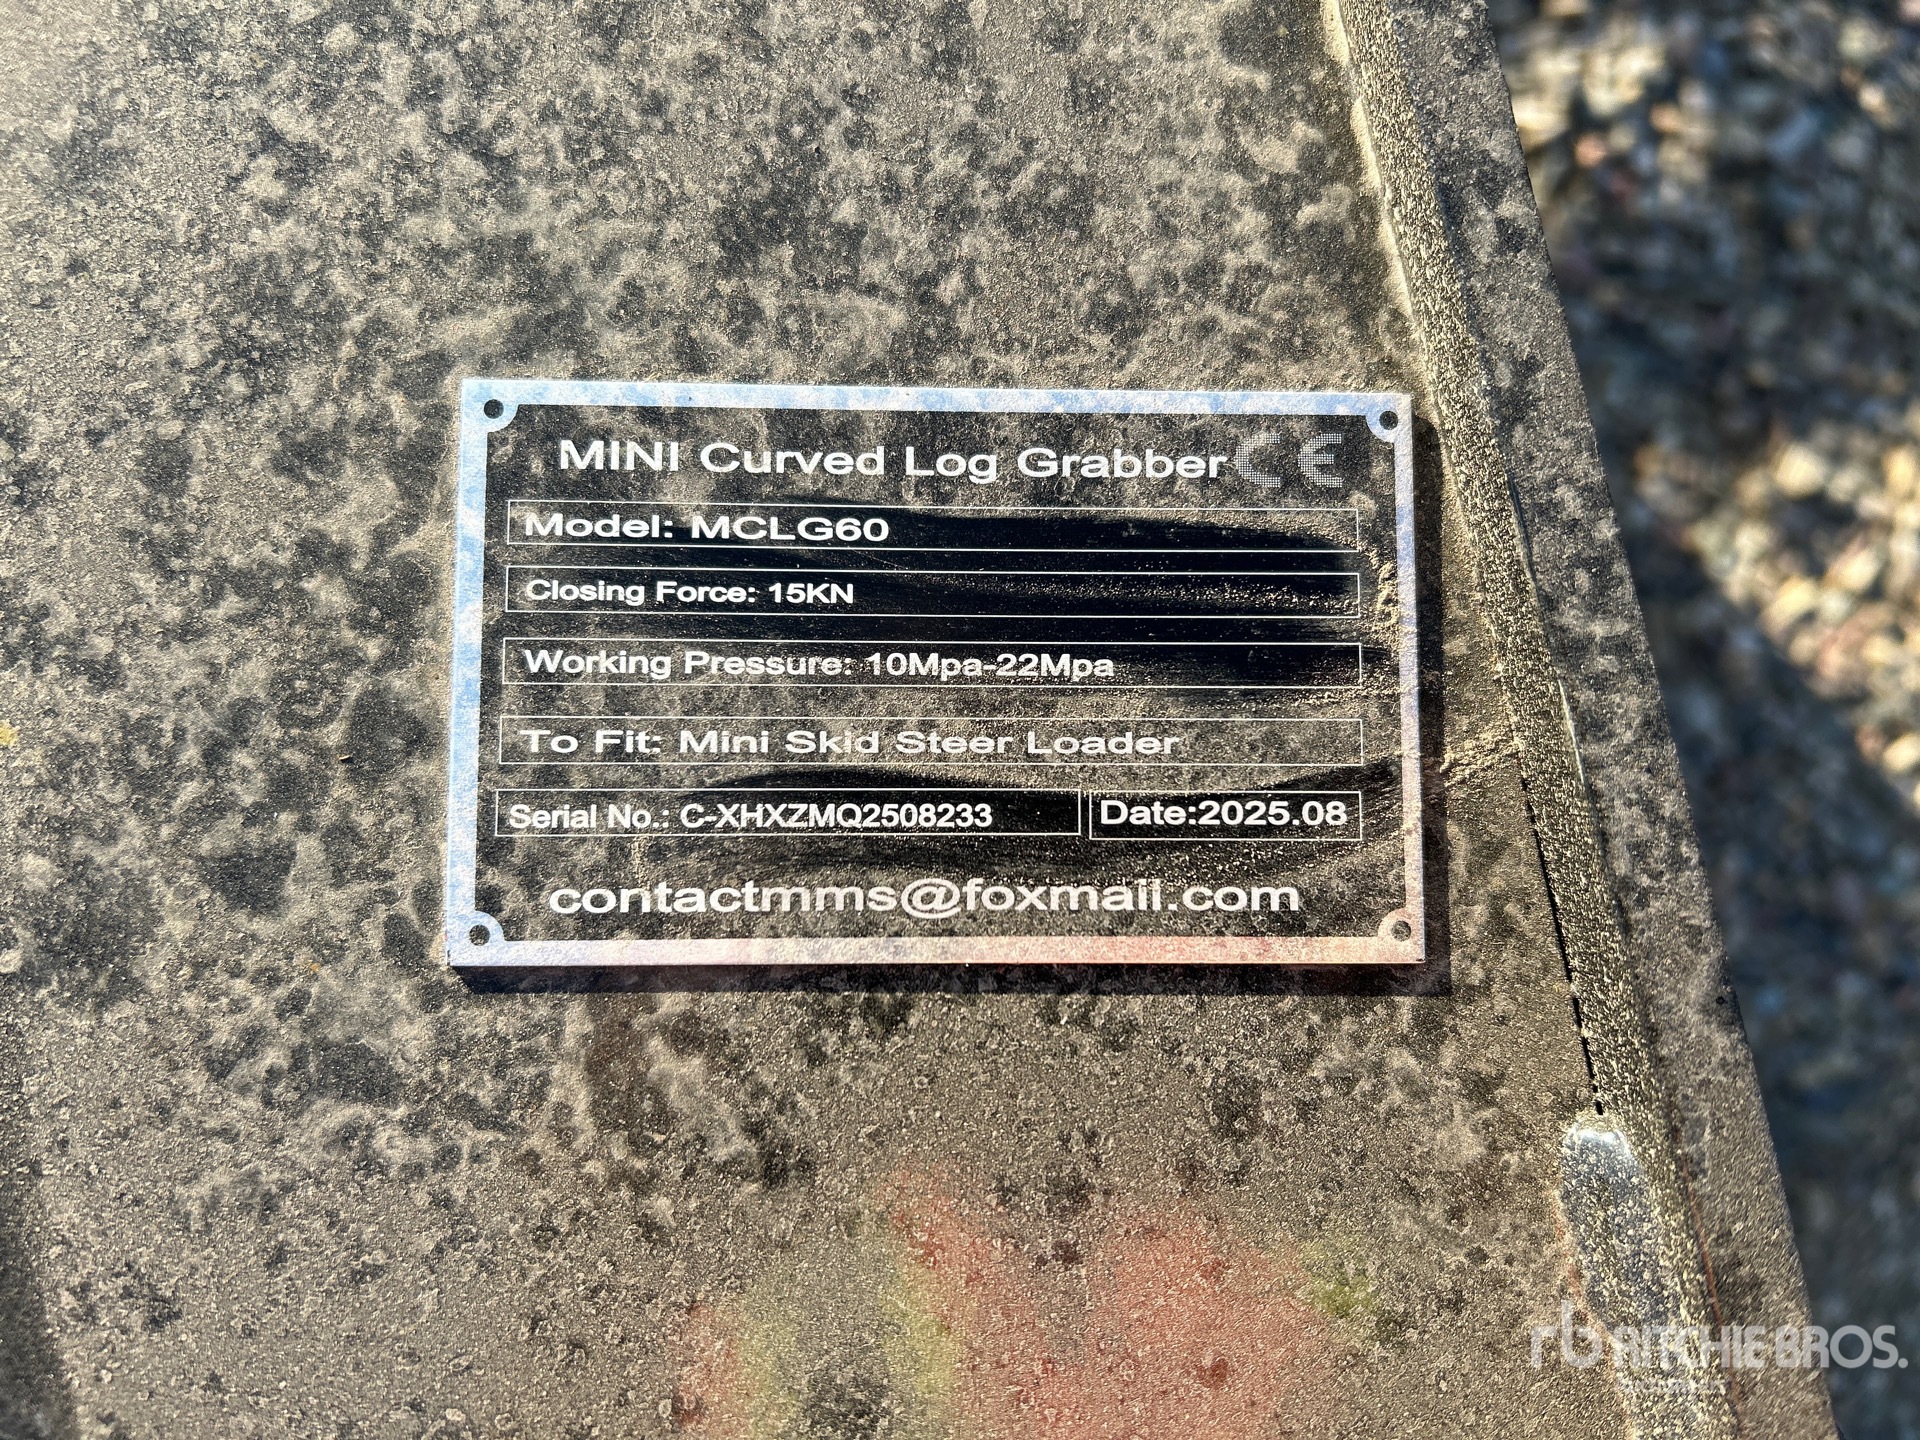 MINI Curved Log Grabber CE
Model: MCLG60
Closing Force: 15KN
Working Pressure: 10Mpa-22Mpa
To Fit: Mini Skid Steer Loader
Serial No.: C-XHXZMQ2508233
Date:2025.08
contactmms@foxmail.com
rb RITCHIE BROS.